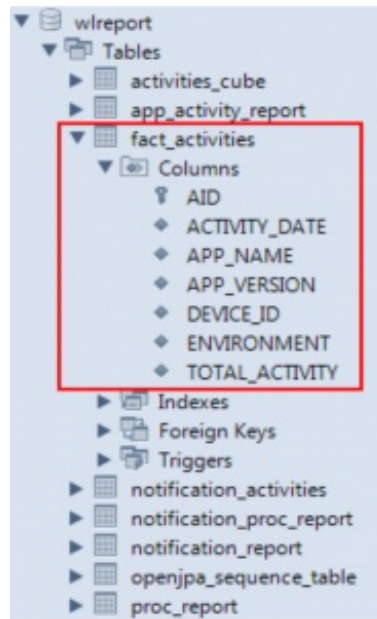 wlreport
Tables
activities_cube
app_activity_report
fact_activities
Columns
AID
ACTIVITY_DATE
APP_NAME
APP_VERSION
DEVICE_ID
ENVIRONMENT
TOTAL_ACTIVITY
Indexes
Foreign Keys
Triggers
notification_activities
notification_proc_report
notification_report
openjpa_sequence_table
proc_report